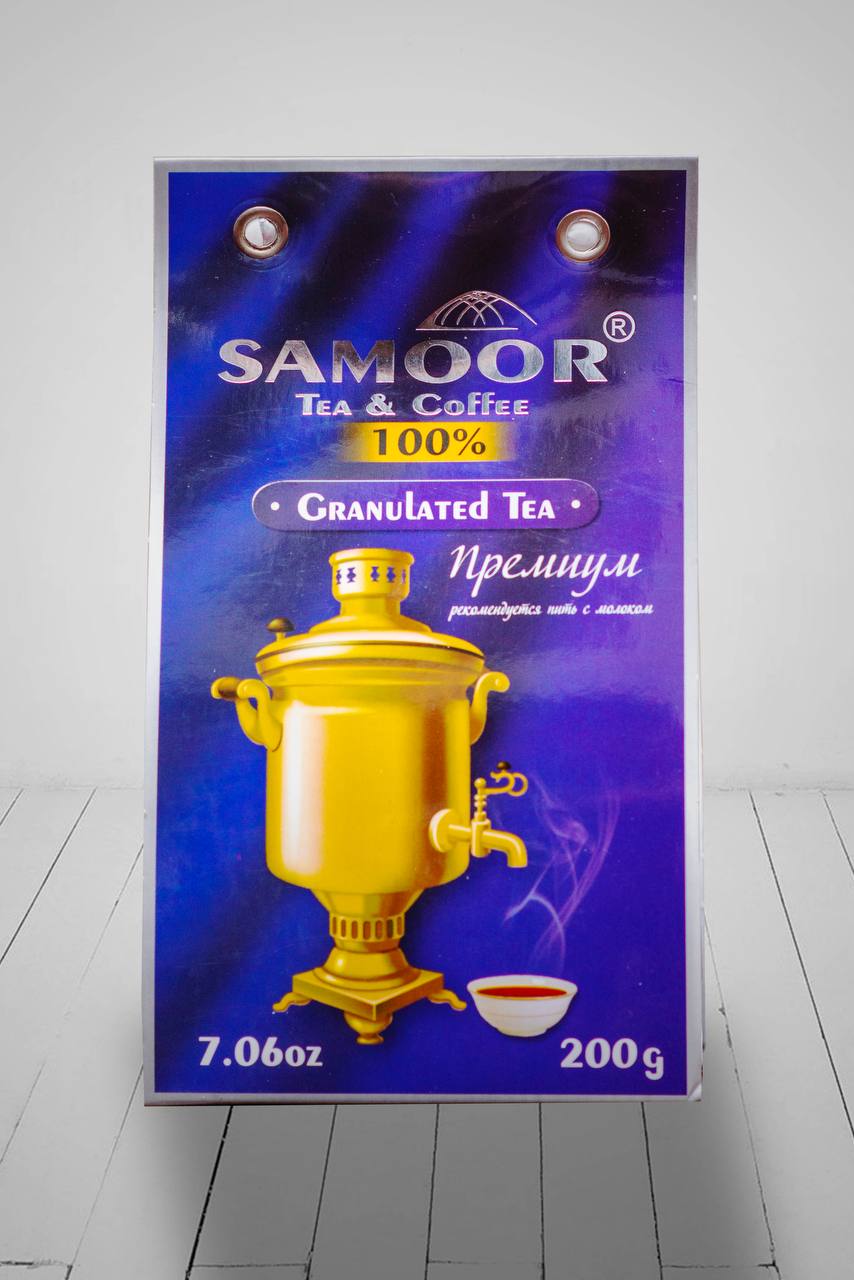 SAMOOR®
Tea & Coffee
100%
• Granulated Tea •
Премиум
рекомендуется пить с молоком
7.06oz
200g